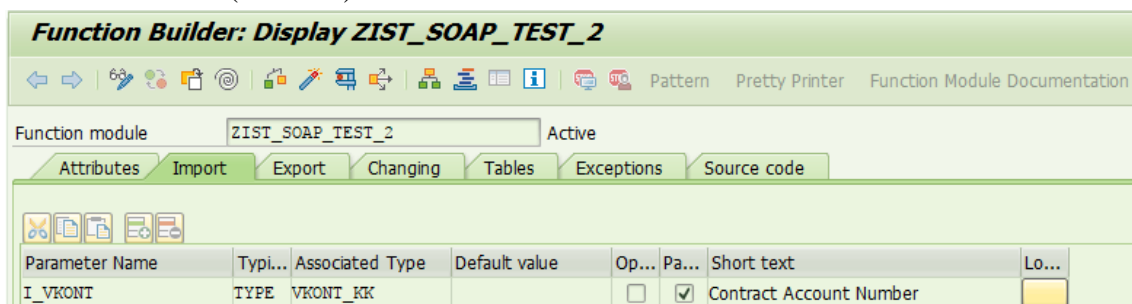 Function Builder: Display ZIST_SOAP_TEST_2
Pattern Pretty Printer Function Module Documentation
Function module ZIST_SOAP_TEST_2 Active
Attributes Import Export Changing Tables Exceptions Source code
Parameter Name Typi... Associated Type Default value Op... Pa... Short text Lo...
I_VKONT TYPE VKONT_KK Contract Account Number